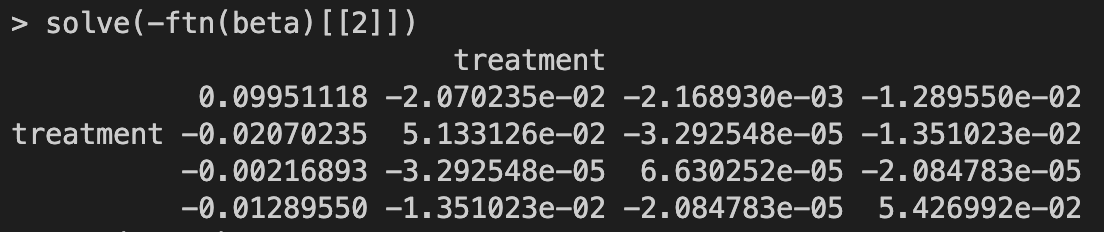 > solve(-ftn(beta)[[2]])
treatment
0.09951118 -2.070235e-02 -2.168930e-03 -1.289550e-02
treatment -0.02070235 5.133126e-02 -3.292548e-05 -1.351023e-02
-0.00216893 -3.292548e-05 6.630252e-05 -2.084783e-05
-0.01289550 -1.351023e-02 -2.084783e-05 5.426992e-02